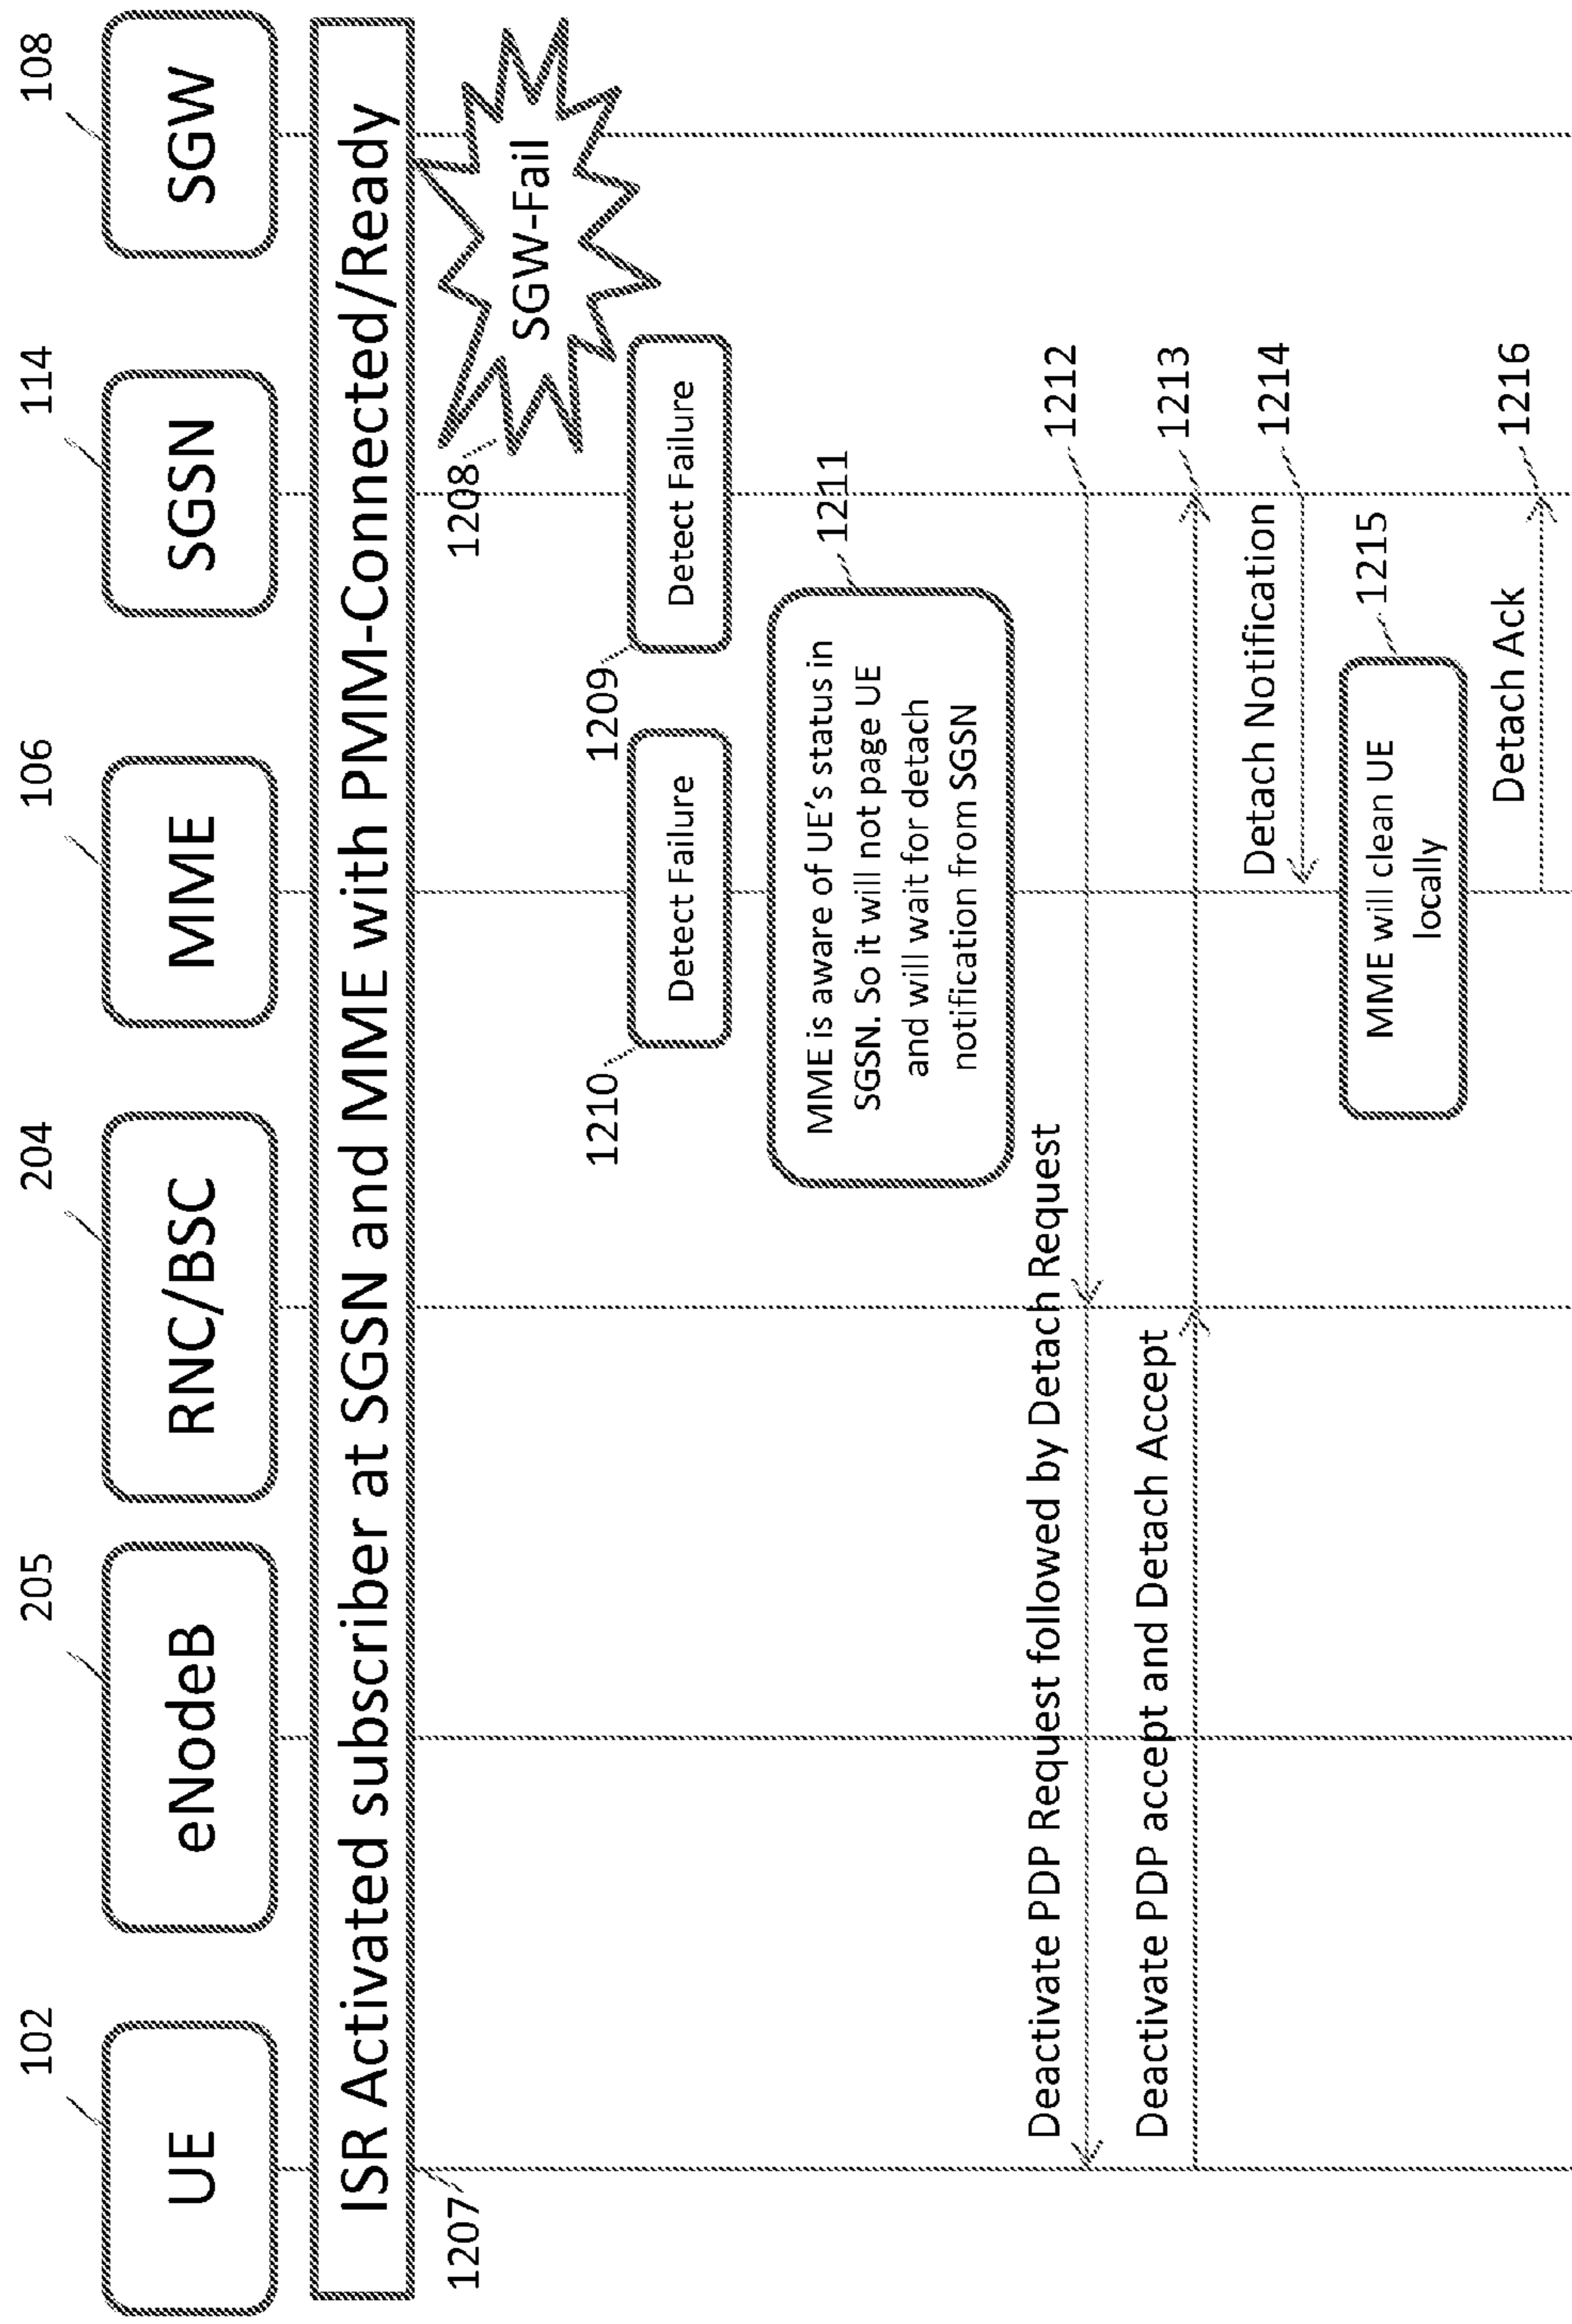 102
205
204
106
114
108
UE
eNodeB
RNC/BSC
MME
SGSN
SGW
ISR Activated subscriber at SGSN and MME with PMM-Connected/Ready
1207
1208
SGW-Fail
1210
1209
Detect Failure
Detect Failure
MME is aware of UE's status in
SGSN. So it will not page UE
and will wait for detach
notification from SGSN
1211
Deactivate PDP Request followed by Detach Request
1212
Deactivate PDP accept and Detach Accept
1213
Detach Notification
1214
MME will clean UE
locally
1215
Detach Ack
1216